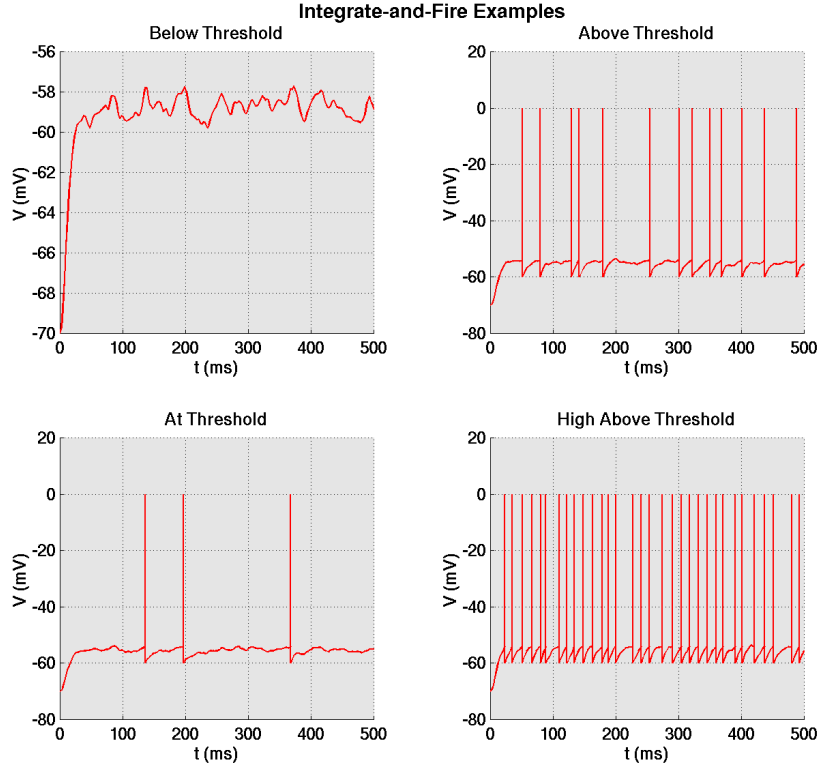 Integrate-and-Fire Examples
Below Threshold
-56
-58
-60
-62
-64
-66
-68
-70
V (mV)
0 100 200 300 400 500
t (ms)
Above Threshold
20
0
-20
-40
-60
-80
V (mV)
0 100 200 300 400 500
t (ms)
At Threshold
20
0
-20
-40
-60
-80
V (mV)
0 100 200 300 400 500
t (ms)
High Above Threshold
20
0
-20
-40
-60
-80
V (mV)
0 100 200 300 400 500
t (ms)